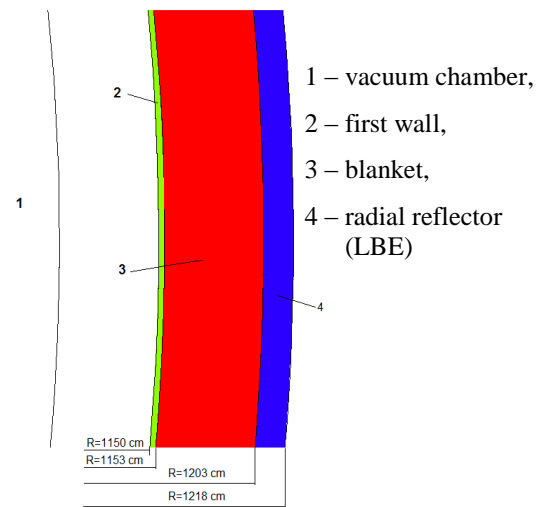 1 – vacuum chamber,
2 – first wall,
3 – blanket,
4 – radial reflector
(LBE)
2
1
3
4
R=1150 cm
R=1153 cm
R=1203 cm
R=1218 cm